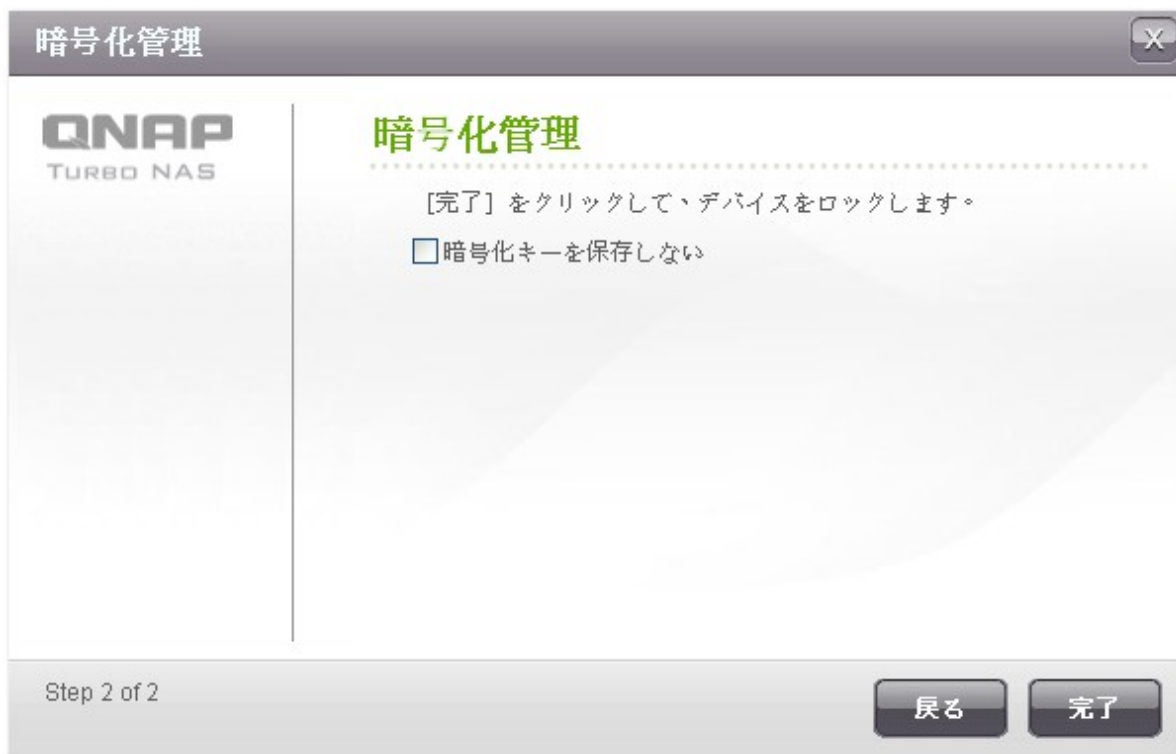 暗号化管理
X
QNAP
TURBO NAS
暗号化管理
[完了] をクリックして、デバイスをロックします。
暗号化キーを保存しない
Step 2 of 2
戻る
完了